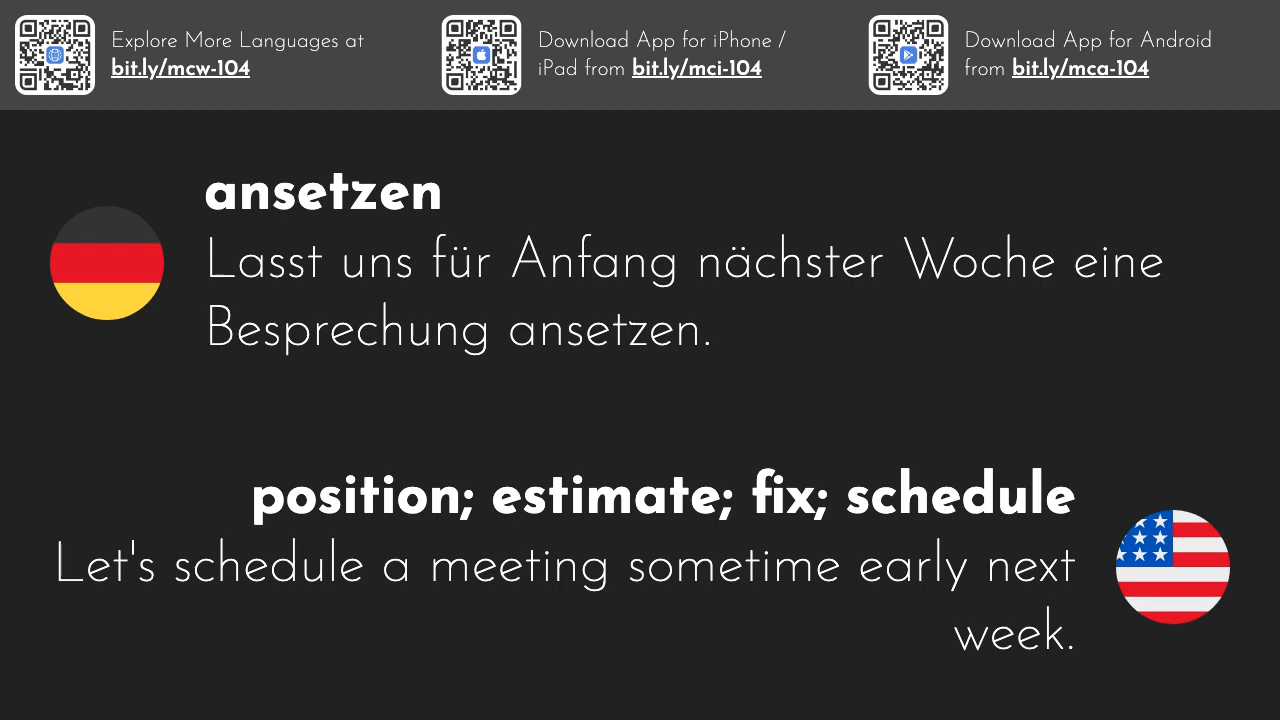 Explore More Languages at
bit.ly/mcw-104
Download App for iPhone /
iPad from bit.ly/mci-104
Download App for Android
from bit.ly/mca-104
ansetzen
Lasst uns für Anfang nächster Woche eine
Besprechung ansetzen.
position; estimate; fix; schedule
Let's schedule a meeting sometime early next
week.